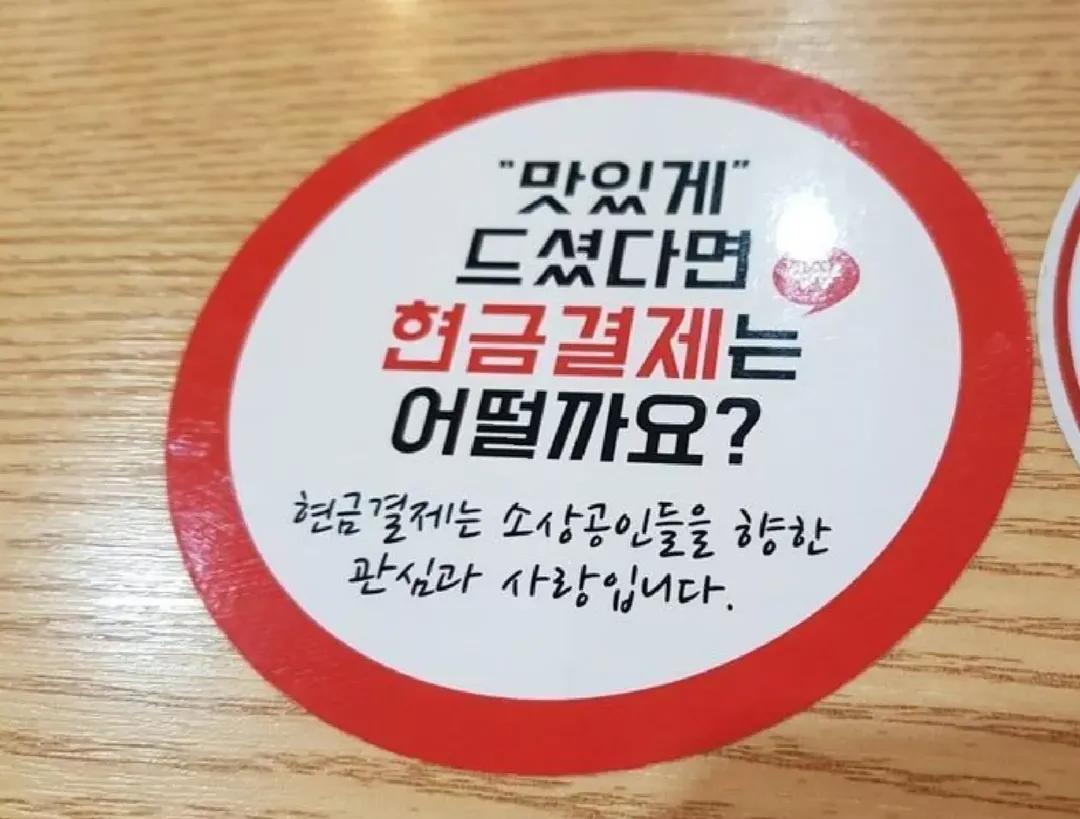 "맛있게"
드셨다면
현금결제는
어떨까요?
현금결제는 소상공인들을 향한
관심과 사랑입니다.